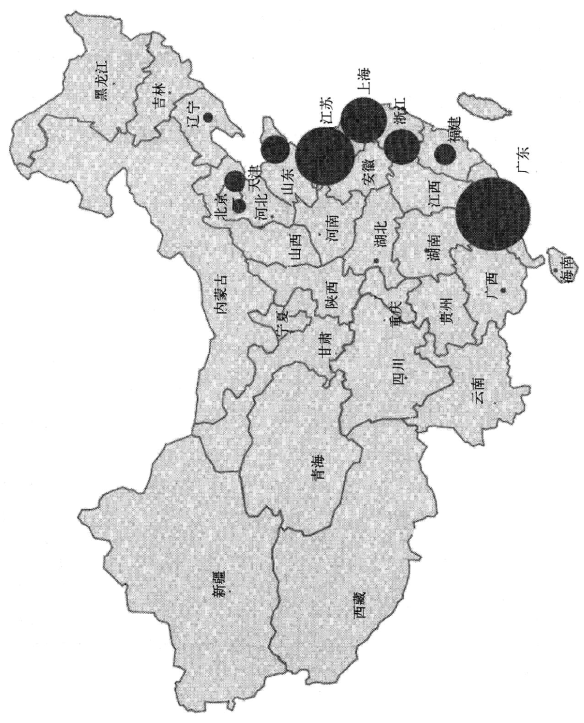 黑龙江
吉林
辽宁
内蒙古
北京
天津
河北
山西
山东
河南
江苏
上海
安徽
浙江
福建
江西
湖北
湖南
广东
广西
海南
陕西
宁夏
甘肃
重庆
四川
贵州
云南
青海
新疆
西藏